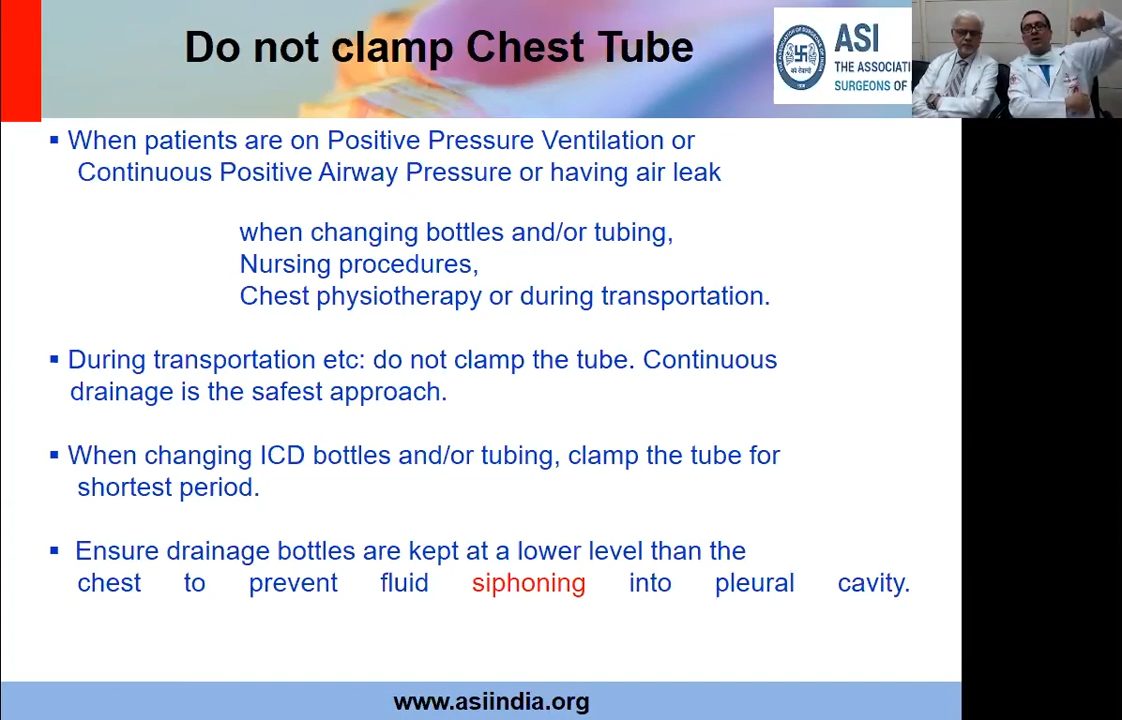 Do not clamp Chest Tube
ASI
THE ASSOCIATI
SURGEONS OF
▪ When patients are on Positive Pressure Ventilation or
Continuous Positive Airway Pressure or having air leak
when changing bottles and/or tubing,
Nursing procedures,
Chest physiotherapy or during transportation.
▪ During transportation etc: do not clamp the tube. Continuous
drainage is the safest approach.
▪ When changing ICD bottles and/or tubing, clamp the tube for
shortest period.
▪ Ensure drainage bottles are kept at a lower level than the
chest to prevent fluid siphoning into pleural cavity.
www.asiindia.org